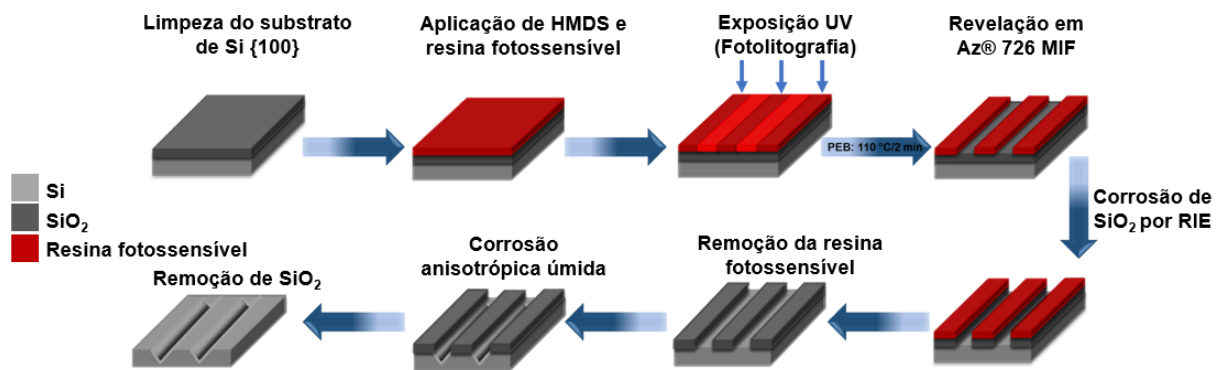 Limpeza do substrato
de Si {100}
Aplicação de HMDS e
resina fotossensível
Exposição UV
(Fotolitografia)
Revelação em
Az® 726 MIF
PEB: 110 °C/2 min
Si
SiO₂
Resina fotossensível
Corrosão de
SiO₂ por RIE
Remoção da resina
fotossensível
Corrosão
anisotrópica úmida
Remoção de SiO₂